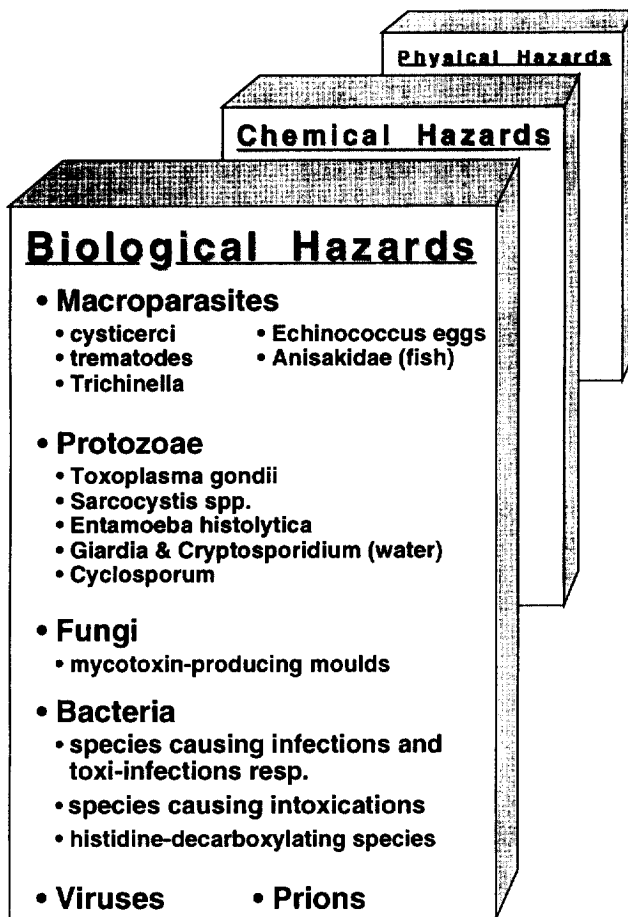 Physical Hazards
Chemical Hazards
Biological Hazards
• Macroparasites
• cysticerci • Echinococcus eggs
• trematodes • Anisakidae (fish)
• Trichinella
• Protozoae
• Toxoplasma gondii
• Sarcocystis spp.
• Entamoeba histolytica
• Giardia & Cryptosporidium (water)
• Cyclosporum
• Fungi
• mycotoxin-producing moulds
• Bacteria
• species causing infections and
toxi-infections resp.
• species causing intoxications
• histidine-decarboxylating species
• Viruses • Prions